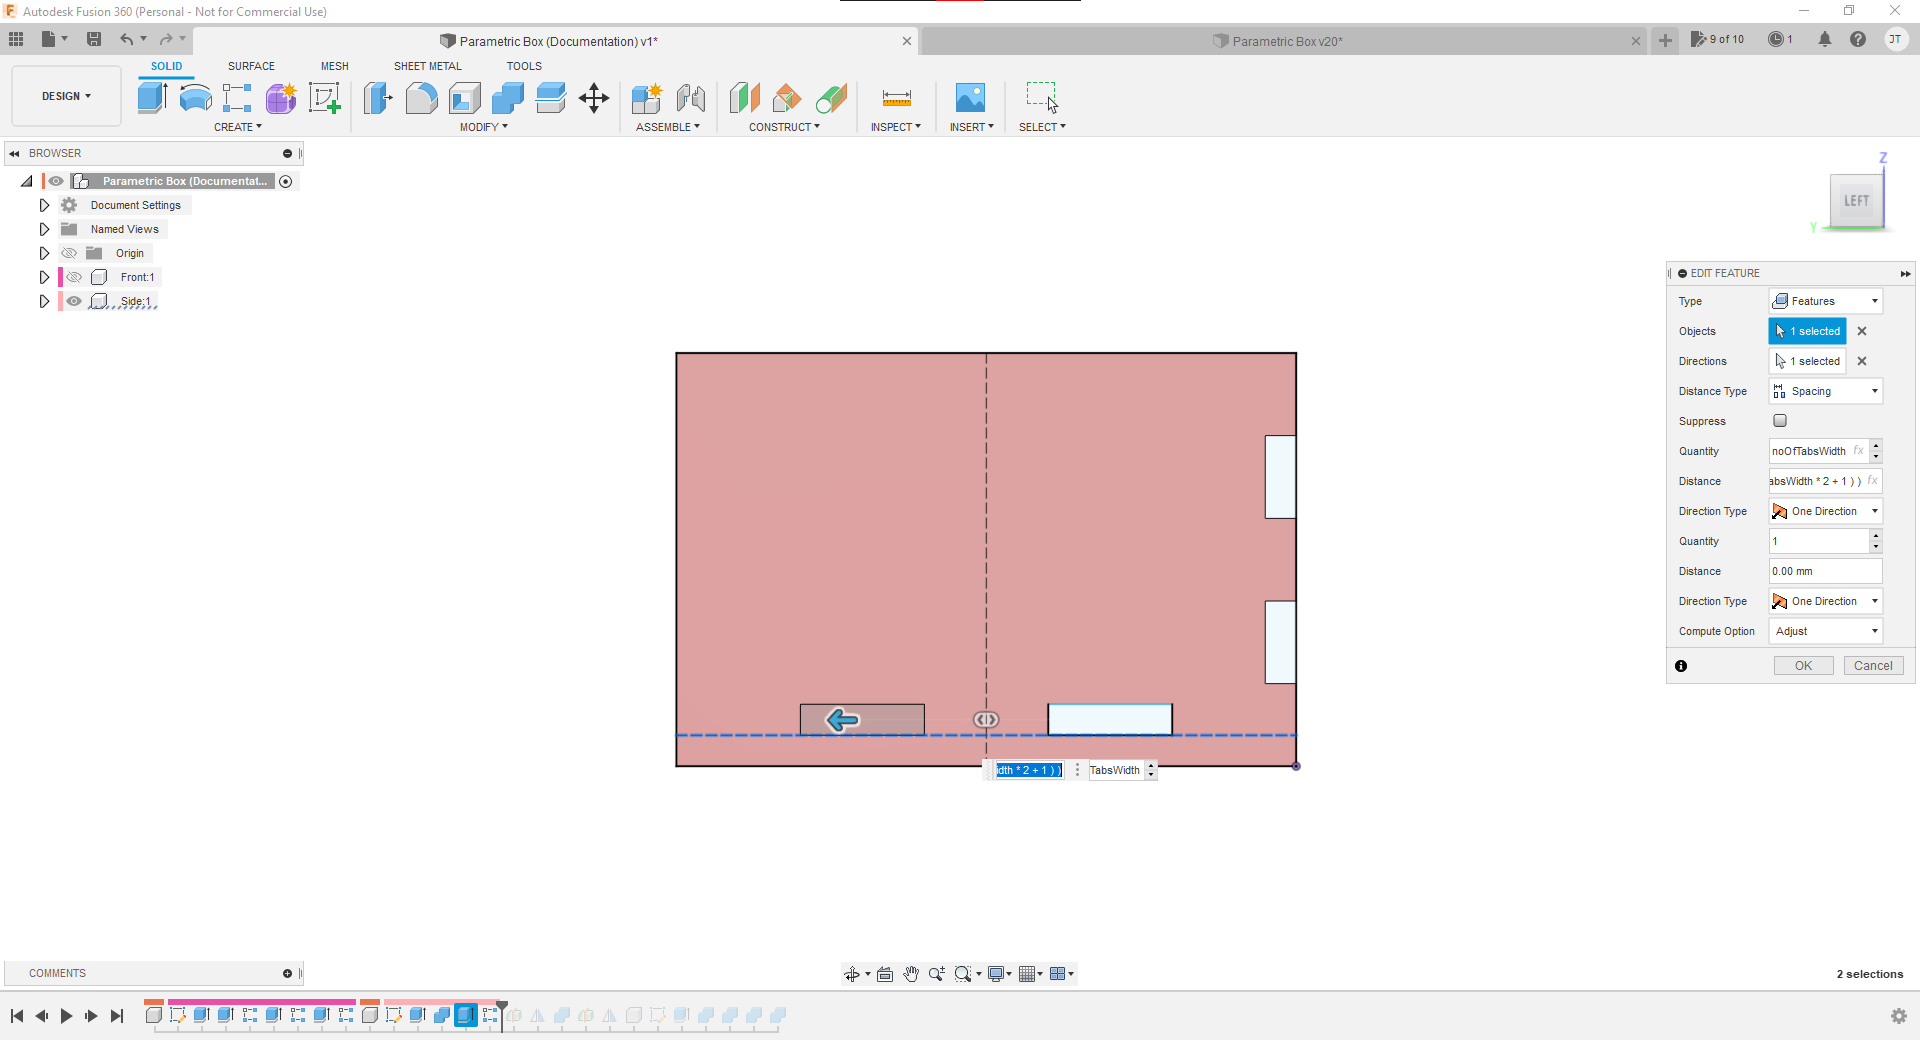 Autodesk Fusion 360 (Personal - Not for Commercial Use)
Parametric Box (Documentation) v1*
Parametric Box v20*
9 of 10
1
JT
DESIGN
SOLID
SURFACE
MESH
SHEET METAL
TOOLS
CREATE
MODIFY
ASSEMBLE
CONSTRUCT
INSPECT
INSERT
SELECT
BROWSER
Parametric Box (Documentat...
Document Settings
Named Views
Origin
Front:1
Side:1
Z
LEFT
Y
EDIT FEATURE
Type Features
Objects 1 selected
Directions 1 selected
Distance Type Spacing
Suppress
Quantity noOfTabsWidth fx
Distance absWidth * 2 + 1 ) ) fx
Direction Type One Direction
Quantity 1
Distance 0.00 mm
Direction Type One Direction
Compute Option Adjust
OK Cancel
idth * 2 + 1 ) )
TabsWidth
COMMENTS
2 selections